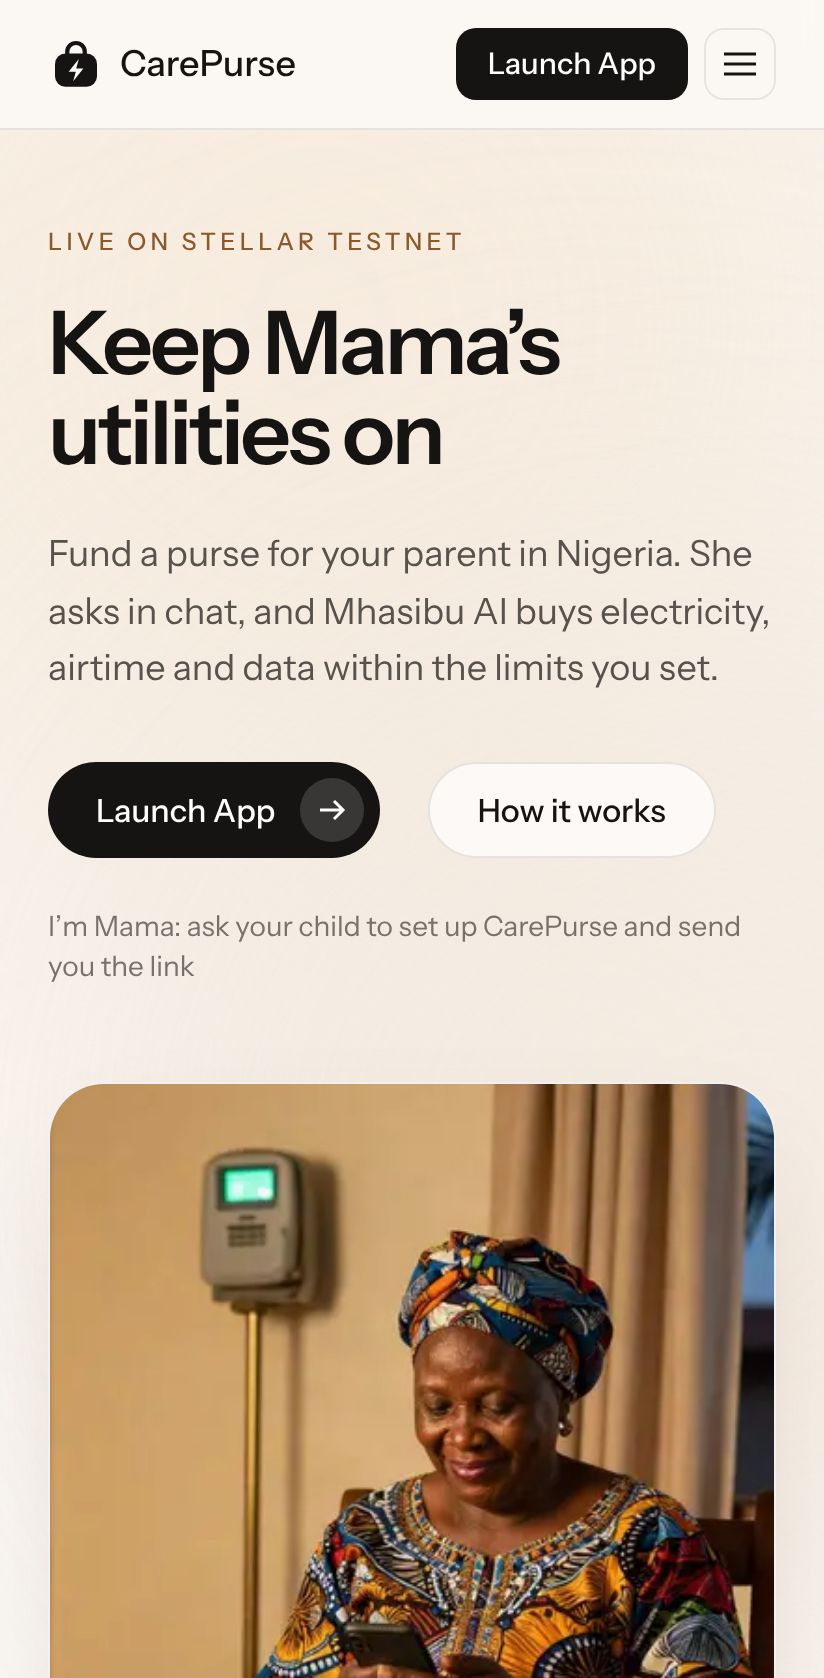 CarePurse
Launch App
LIVE ON STELLAR TESTNET
Keep Mama’s
utilities on
Fund a purse for your parent in Nigeria. She
asks in chat, and Mhasibu AI buys electricity,
airtime and data within the limits you set.
Launch App
How it works
I’m Mama: ask your child to set up CarePurse and send
you the link